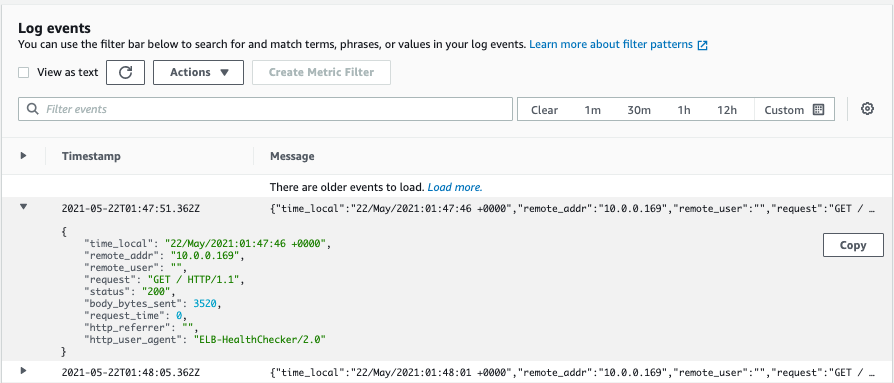 Log events
You can use the filter bar below to search for and match terms, phrases, or values in your log events. Learn more about filter patterns
View as text
Actions
Create Metric Filter
Filter events
Clear 1m 30m 1h 12h Custom
Timestamp Message
There are older events to load. Load more.
2021-05-22T01:47:51.362Z {"time_local":"22/May/2021:01:47:46 +0000","remote_addr":"10.0.0.169","remote_user":"","request":"GET / …
{
"time_local": "22/May/2021:01:47:46 +0000",
"remote_addr": "10.0.0.169",
"remote_user": "",
"request": "GET / HTTP/1.1",
"status": "200",
"body_bytes_sent": 3520,
"request_time": 0,
"http_referrer": "",
"http_user_agent": "ELB-HealthChecker/2.0"
}
Copy
2021-05-22T01:48:05.362Z {"time_local":"22/May/2021:01:48:01 +0000","remote_addr":"10.0.0.169","remote_user":"","request":"GET / …